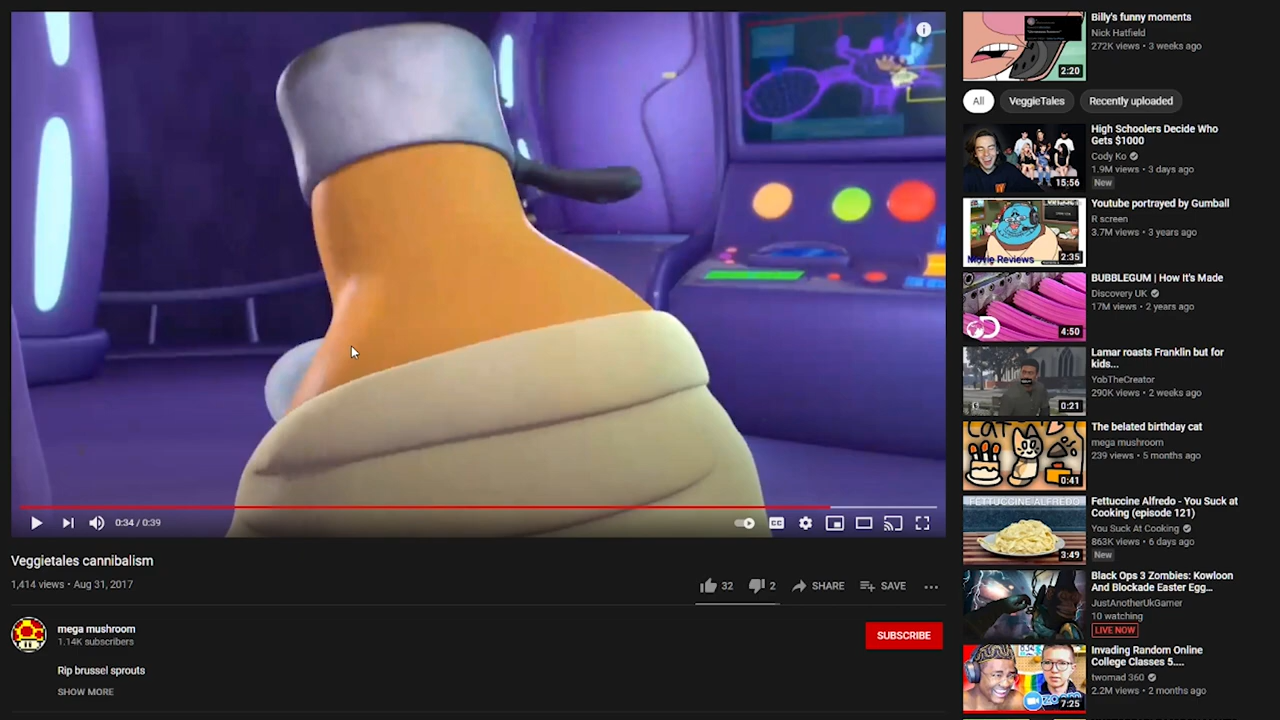 0:34 / 0:39
CC
Veggietales cannibalism
1,414 views • Aug 31, 2017
32
2
SHARE
SAVE
mega mushroom
1.14K subscribers
SUBSCRIBE
Rip brussel sprouts
SHOW MORE
Billy's funny moments
Nick Hatfield
272K views • 3 weeks ago
2:20
All
VeggieTales
Recently uploaded
High Schoolers Decide Who
Gets $1000
Cody Ko
1.9M views • 3 days ago
New
15:56
Youtube portrayed by Gumball
R screen
3.7M views • 3 years ago
Movie Reviews
2:35
BUBBLEGUM | How It's Made
Discovery UK
17M views • 2 years ago
4:50
Lamar roasts Franklin but for
kids...
YobTheCreator
290K views • 2 weeks ago
0:21
The belated birthday cat
mega mushroom
239 views • 5 months ago
CAT
0:41
Fettuccine Alfredo - You Suck at
Cooking (episode 121)
You Suck At Cooking
863K views • 6 days ago
New
FETTUCCINE ALFREDO
3:49
Black Ops 3 Zombies: Kowloon
And Blockade Easter Egg...
JustAnotherUkGamer
10 watching
LIVE NOW
Invading Random Online
College Classes 5....
twomad 360
2.2M views • 2 months ago
7:25